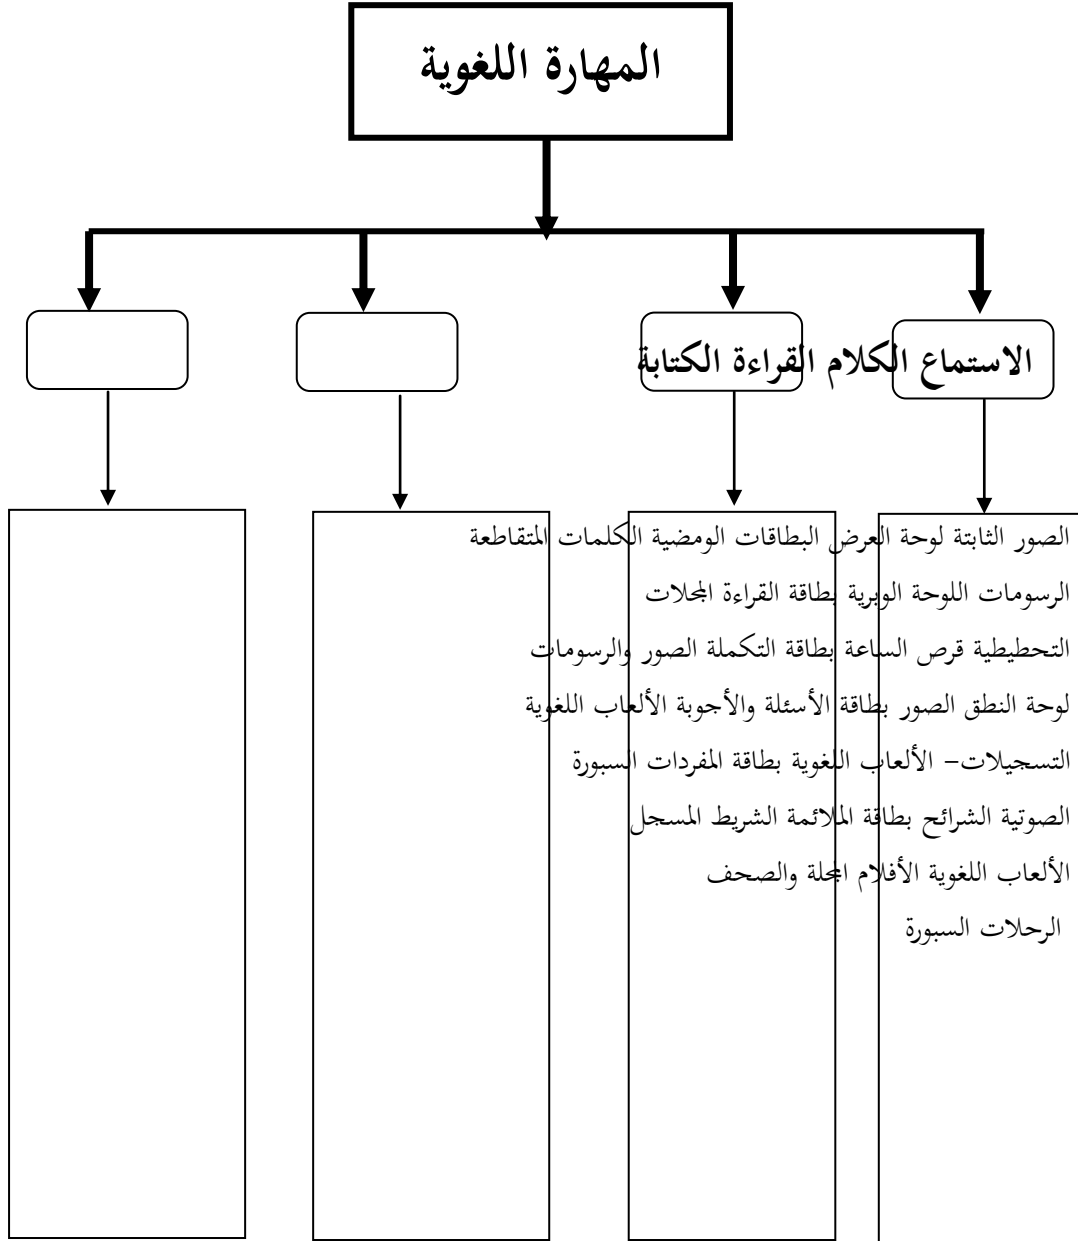 المهارة اللغوية
الاستماع الكلام القراءة الكتابة
الصور الثابتة لوحة العرض البطاقات الومضية الكلمات المتقاطعة
الرسومات اللوحة الوبرية بطاقة القراءة المجلات
التحطيطية قرص الساعة بطاقة التكملة الصور والرسومات
لوحة النطق الصور بطاقة الأسئلة والأجوبة الألعاب اللغوية
التسجيلات– الألعاب اللغوية بطاقة المفردات السبورة
الصوتية الشرائح بطاقة الملائمة الشريط المسجل
الألعاب اللغوية الأفلام المجلة والصحف
الرحلات السبورة